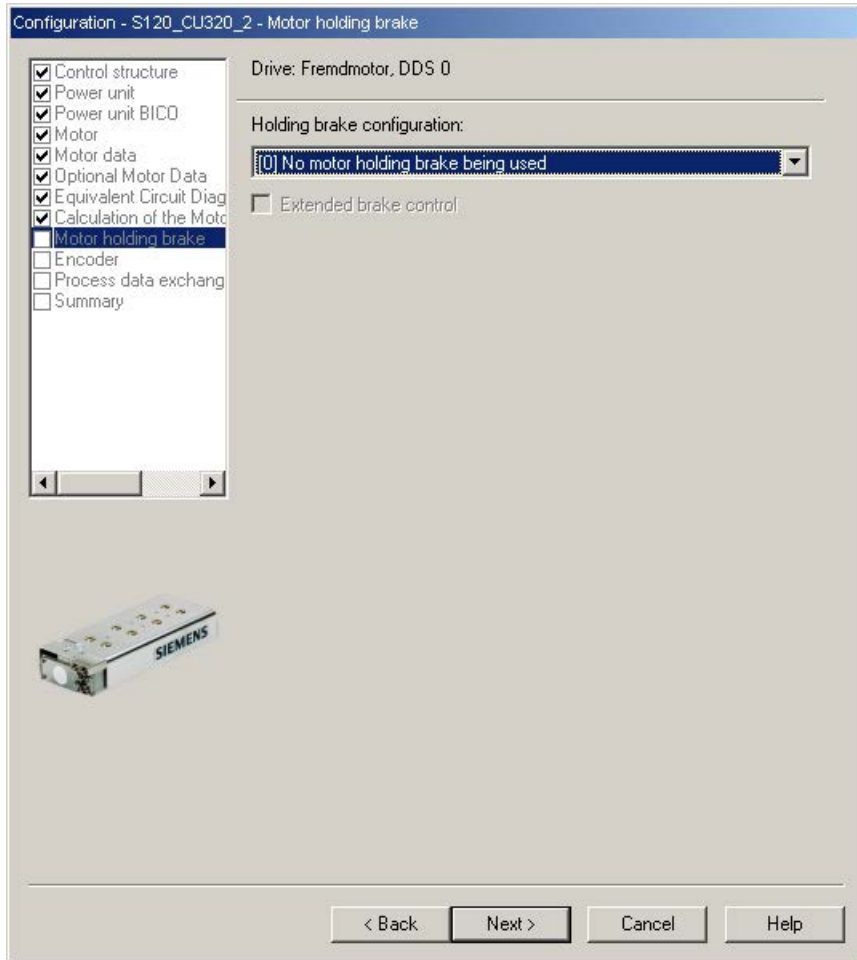 Configuration - S120_CU320_2 - Motor holding brake
Control structure
Power unit
Power unit BICO
Motor
Motor data
Optional Motor Data
Equivalent Circuit Diag
Calculation of the Moto
Motor holding brake
Encoder
Process data exchang
Summary
Drive: Fremdmotor, DDS 0
Holding brake configuration:
[0] No motor holding brake being used
Extended brake control
SIEMENS
< Back
Next >
Cancel
Help